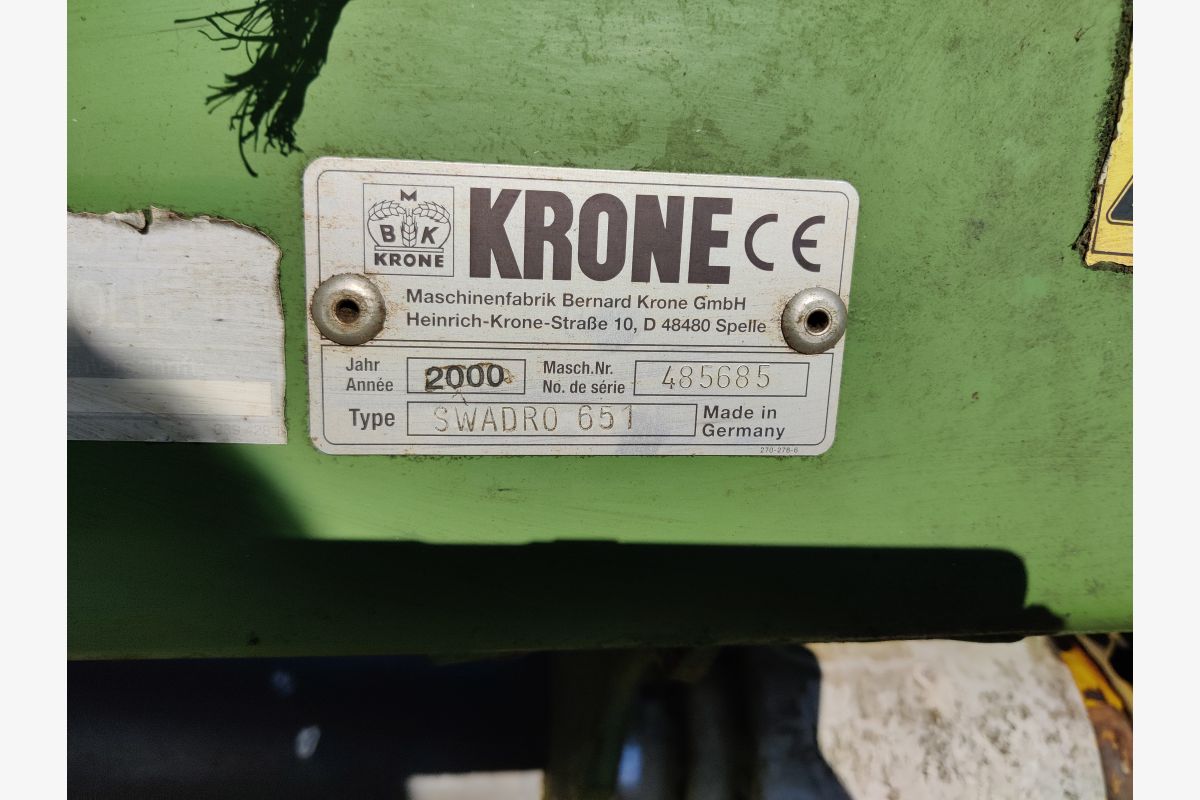 M
B K
KRONE
KRONE CE
Maschinenfabrik Bernard Krone GmbH
Heinrich-Krone-Straße 10, D 48480 Spelle
Jahr
Année
2000
Masch.Nr.
No. de série
485685
Type
SWADRO 651
Made in
Germany
270-278-6